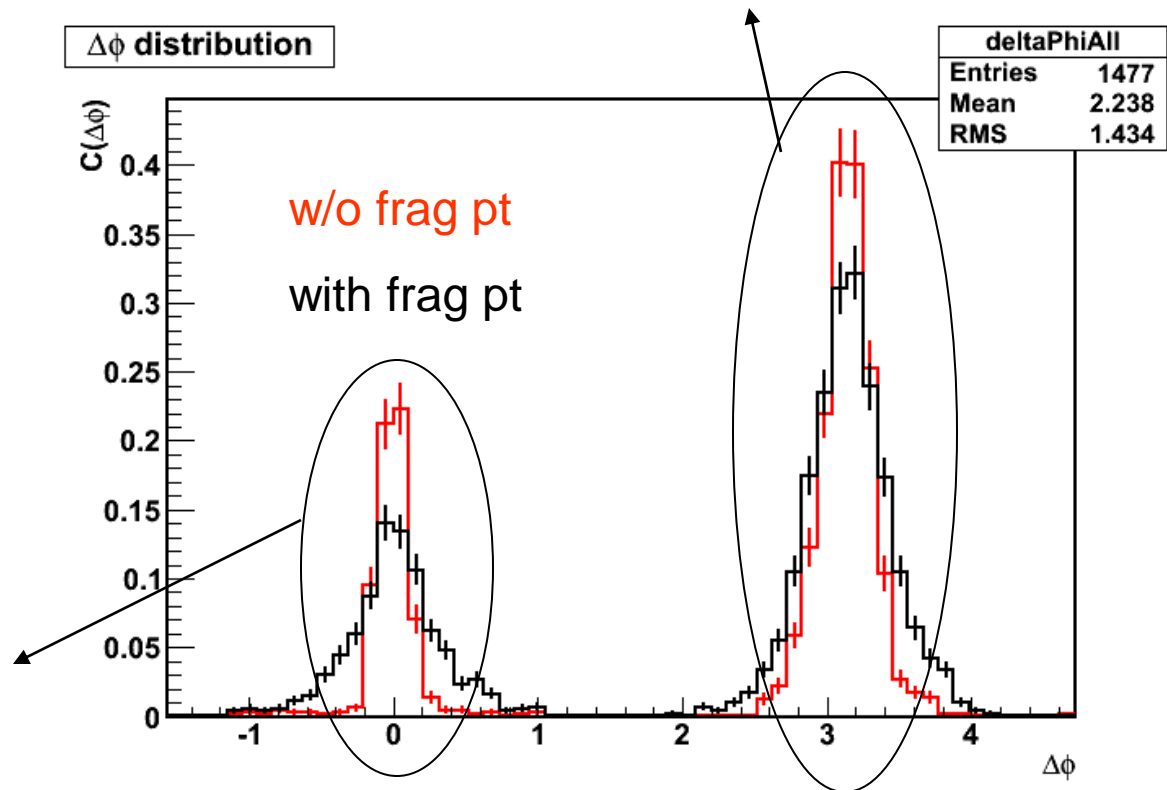 Δϕ distribution
deltaPhiAll
Entries 1477
Mean 2.238
RMS 1.434
C(Δϕ)
0.4
0.35
0.3
0.25
0.2
0.15
0.1
0.05
0
w/o frag pt
with frag pt
-1 0 1 2 3 4
Δϕ